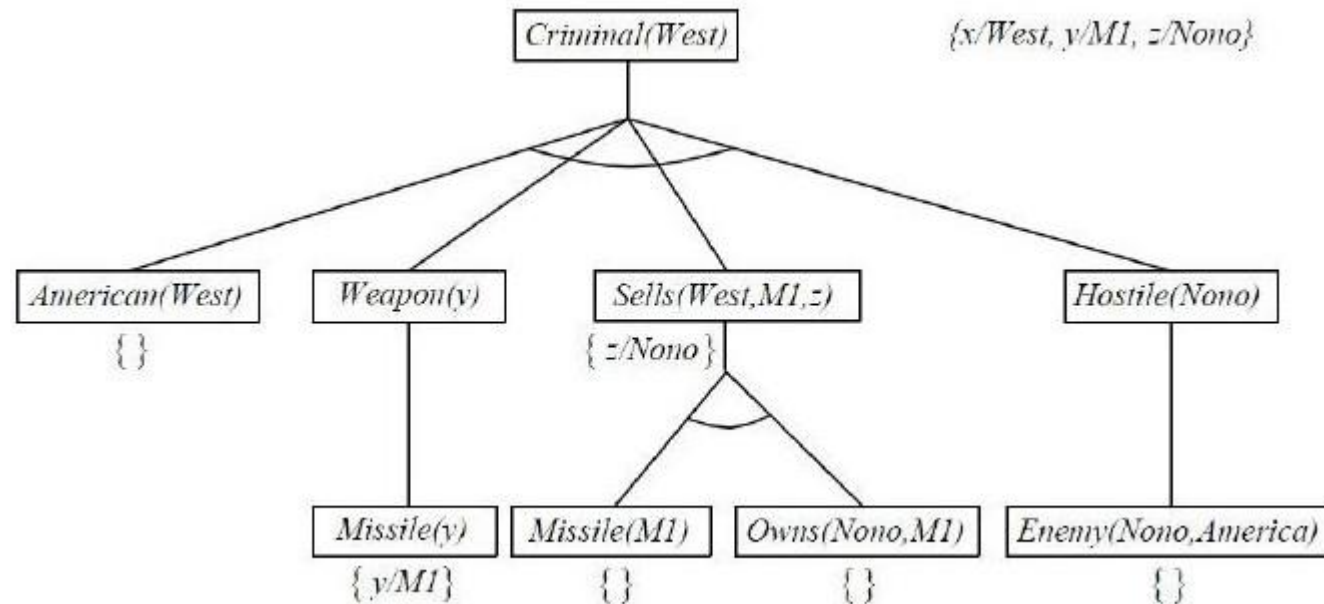 Criminal(West) {x/West, y/M1, z/Nono}
American(West) Weapon(y) Sells(West,M1,z) Hostile(Nono)
{ } { z/Nono }
Missile(y) Missile(M1) Owns(Nono,M1) Enemy(Nono,America)
{ y/M1} { } { } { }